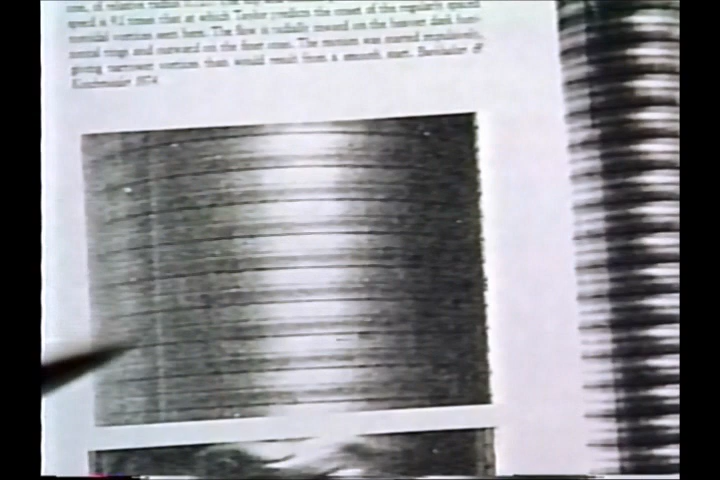 speed is 9.1 times that at which Taylor predicts the onset of the regularly spaced
toroidal vortices seen here. The flow is radially inward on the heavier dark hori-
zontal rings and outward on the finer ones. The motion was started impulsively,
giving narrower vortices than would result from a smooth start. Burkhalter &
Koschmieder 1974